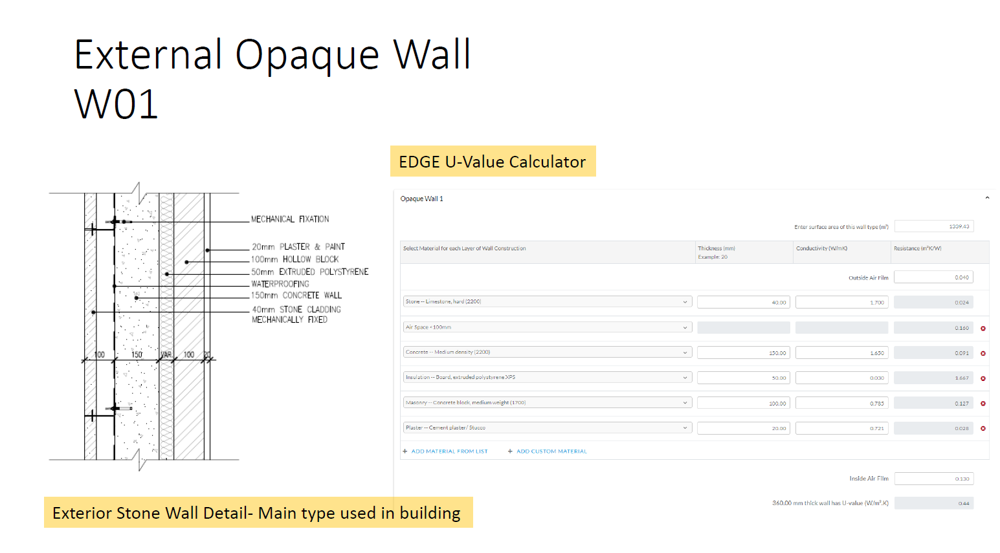 External Opaque Wall
W01
EDGE U-Value Calculator
MECHANICAL FIXATION
20mm PLASTER & PAINT
100mm HOLLOW BLOCK
50mm EXTRUDED POLYSTYRENE
WATERPROOFING
150mm CONCRETE WALL
40mm STONE CLADDING
MECHANICALLY FIXED
100 150 VAR. 100 20
Exterior Stone Wall Detail- Main type used in building
Opaque Wall 1
Enter surface area of this wall type (m²) 1339.43
Select Material for each Layer of Wall Construction Thickness (mm) Conductivity (W/mK) Resistance (m²K/W)
Example: 20
Outside Air Film 0.040
Stone -- Limestone, hard (2200) 40.00 1.700 0.024
Air Space <100mm 0.160
Concrete -- Medium density (2200) 150.00 1.650 0.091
Insulation -- Board, extruded polystyrene XPS 50.00 0.030 1.667
Masonry -- Concrete block, medium weight (1700) 100.00 0.785 0.127
Plaster -- Cement plaster/ Stucco 20.00 0.721 0.028
+ ADD MATERIAL FROM LIST + ADD CUSTOM MATERIAL
Inside Air Film 0.130
360.00 mm thick wall has U-value (W/m².K) 0.44